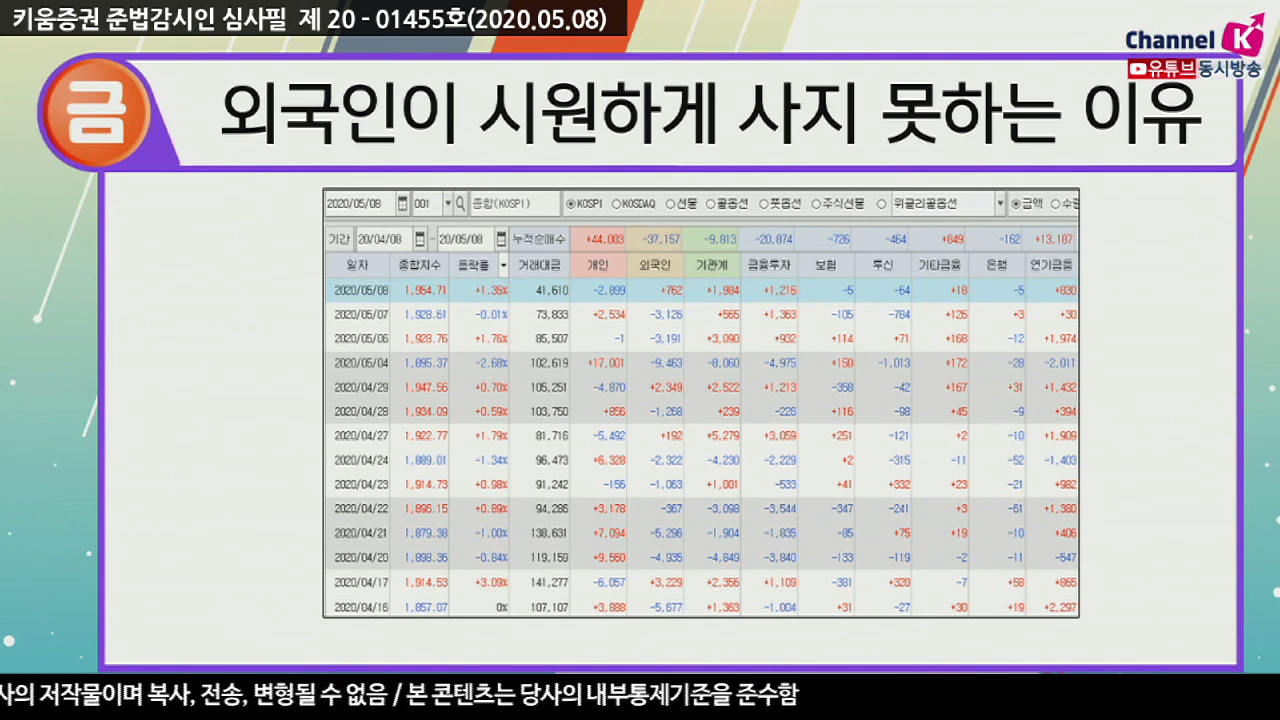 키움증권 준법감시인 심사필 제 20 - 01455호(2020.05.08)
Channel K
유튜브 동시방송
금
외국인이 시원하게 사지 못하는 이유
2020/05/08 001 종합(KOSPI) KOSPI KOSDAQ 선물 콜옵션 풋옵션 주식선물 위클리콜옵션 금액 수량
기간 20/04/08 - 20/05/08 누적순매수 +44,003 -37,157 -9,813 -20,874 -726 -464 +849 -162 +13,187
일자 종합지수 등락률 거래대금 개인 외국인 기관계 금융투자 보험 투신 기타금융 은행 연기금등
2020/05/08 1,954.71 +1.35% 41,610 -2,899 +762 +1,984 +1,216 -5 -64 +18 -5 +830
2020/05/07 1,928.61 -0.01% 73,833 +2,534 -3,126 +565 +1,363 -105 -784 +126 +3 +30
2020/05/06 1,928.76 +1.76% 85,507 -1 -3,191 +3,090 +932 +114 +71 +168 -12 +1,974
2020/05/04 1,895.37 -2.68% 102,619 +17,001 -9,463 -8,060 -4,975 +150 -1,013 +172 -28 -2,011
2020/04/29 1,947.56 +0.70% 105,251 -4,870 +2,349 +2,522 +1,213 -358 -42 +167 +31 +1,432
2020/04/28 1,934.09 +0.59% 103,750 +856 -1,268 +239 -226 +116 -98 +45 -9 +394
2020/04/27 1,922.77 +1.79% 81,716 -5,492 +192 +5,279 +3,059 +251 -121 +2 -10 +1,909
2020/04/24 1,889.01 -1.34% 96,473 +6,328 -2,322 -4,230 -2,229 +2 -315 -11 -52 -1,403
2020/04/23 1,914.73 +0.98% 91,242 -156 -1,063 +1,001 -533 +41 +332 +23 -21 +982
2020/04/22 1,896.15 +0.89% 94,286 +3,178 -367 -3,098 -3,544 -347 -241 +3 -61 +1,380
2020/04/21 1,879.38 -1.00% 138,631 +7,094 -5,296 -1,904 -1,835 -85 +75 +19 -10 +406
2020/04/20 1,898.36 -0.84% 119,159 +9,560 -4,935 -4,849 -3,840 -133 -119 -2 -11 -547
2020/04/17 1,914.53 +3.09% 141,277 -6,057 +3,229 +2,356 +1,109 -381 +320 -7 +58 +865
2020/04/16 1,857.07 0% 107,107 +3,888 -5,677 +1,363 -1,004 +31 -27 +30 +19 +2,297
사의 저작물이며 복사, 전송, 변형될 수 없음 / 본 콘텐츠는 당사의 내부통제기준을 준수함